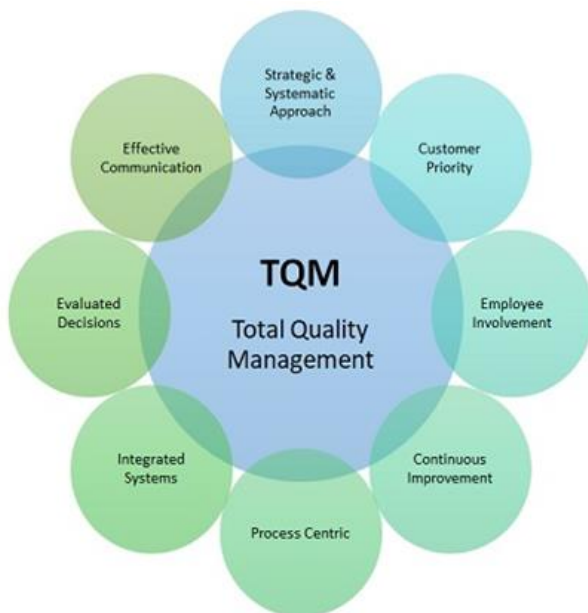 TQM
Total Quality
Management
Strategic &
Systematic
Approach
Customer
Priority
Employee
Involvement
Continuous
Improvement
Process Centric
Integrated
Systems
Evaluated
Decisions
Effective
Communication